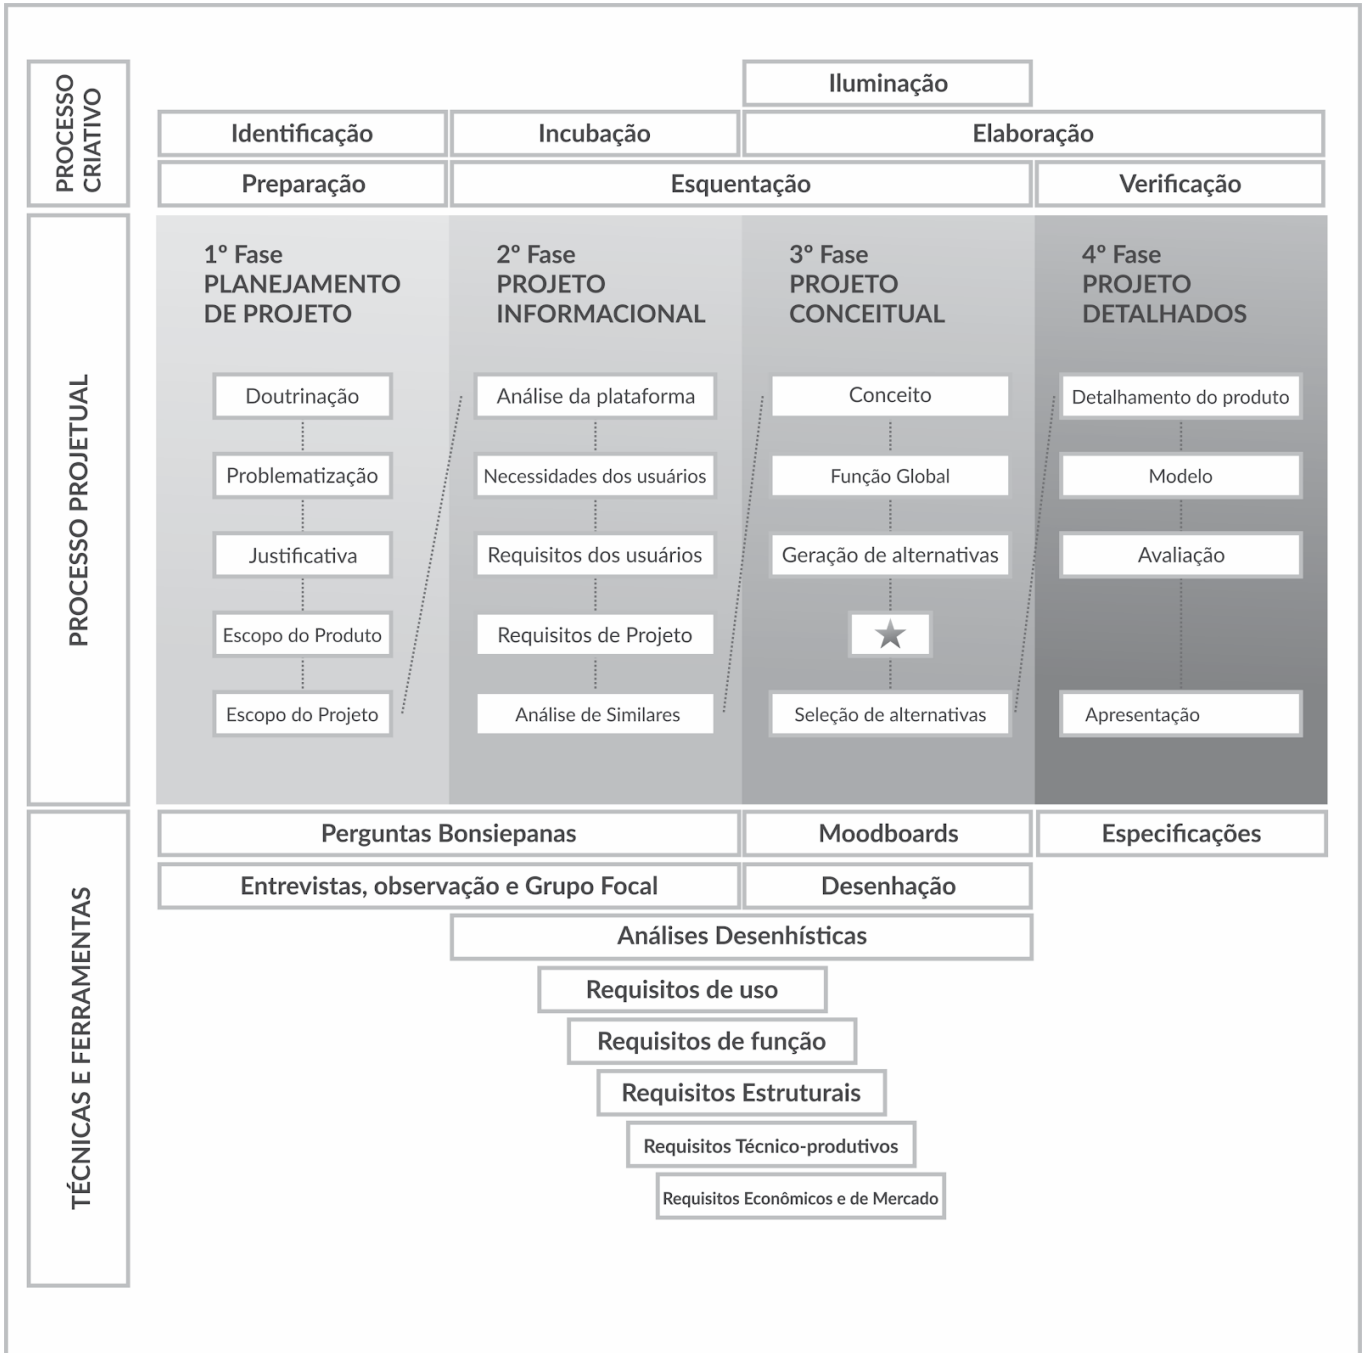 PROCESSO
CRIATIVO
Iluminação
Identificação
Incubação
Elaboração
Preparação
Esquentação
Verificação
PROCESSO PROJETUAL
1º Fase
PLANEJAMENTO
DE PROJETO
Doutrinação
Problematização
Justificativa
Escopo do Produto
Escopo do Projeto
2º Fase
PROJETO
INFORMACIONAL
Análise da plataforma
Necessidades dos usuários
Requisitos dos usuários
Requisitos de Projeto
Análise de Similares
3º Fase
PROJETO
CONCEITUAL
Conceito
Função Global
Geração de alternativas
Seleção de alternativas
4º Fase
PROJETO
DETALHADOS
Detalhamento do produto
Modelo
Avaliação
Apresentação
TÉCNICAS E FERRAMENTAS
Perguntas Bonsiepanas
Moodboards
Especificações
Entrevistas, observação e Grupo Focal
Desenhação
Análises Desenhísticas
Requisitos de uso
Requisitos de função
Requisitos Estruturais
Requisitos Técnico-produtivos
Requisitos Econômicos e de Mercado